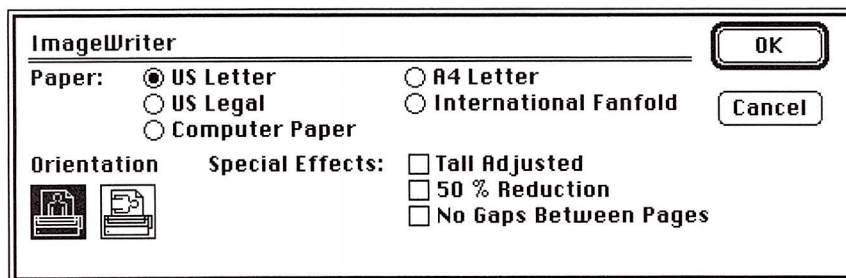 ImageWriter
OK
Paper:
US Letter
A4 Letter
US Legal
International Fanfold
Cancel
Computer Paper
Orientation
Special Effects:
Tall Adjusted
50 % Reduction
No Gaps Between Pages